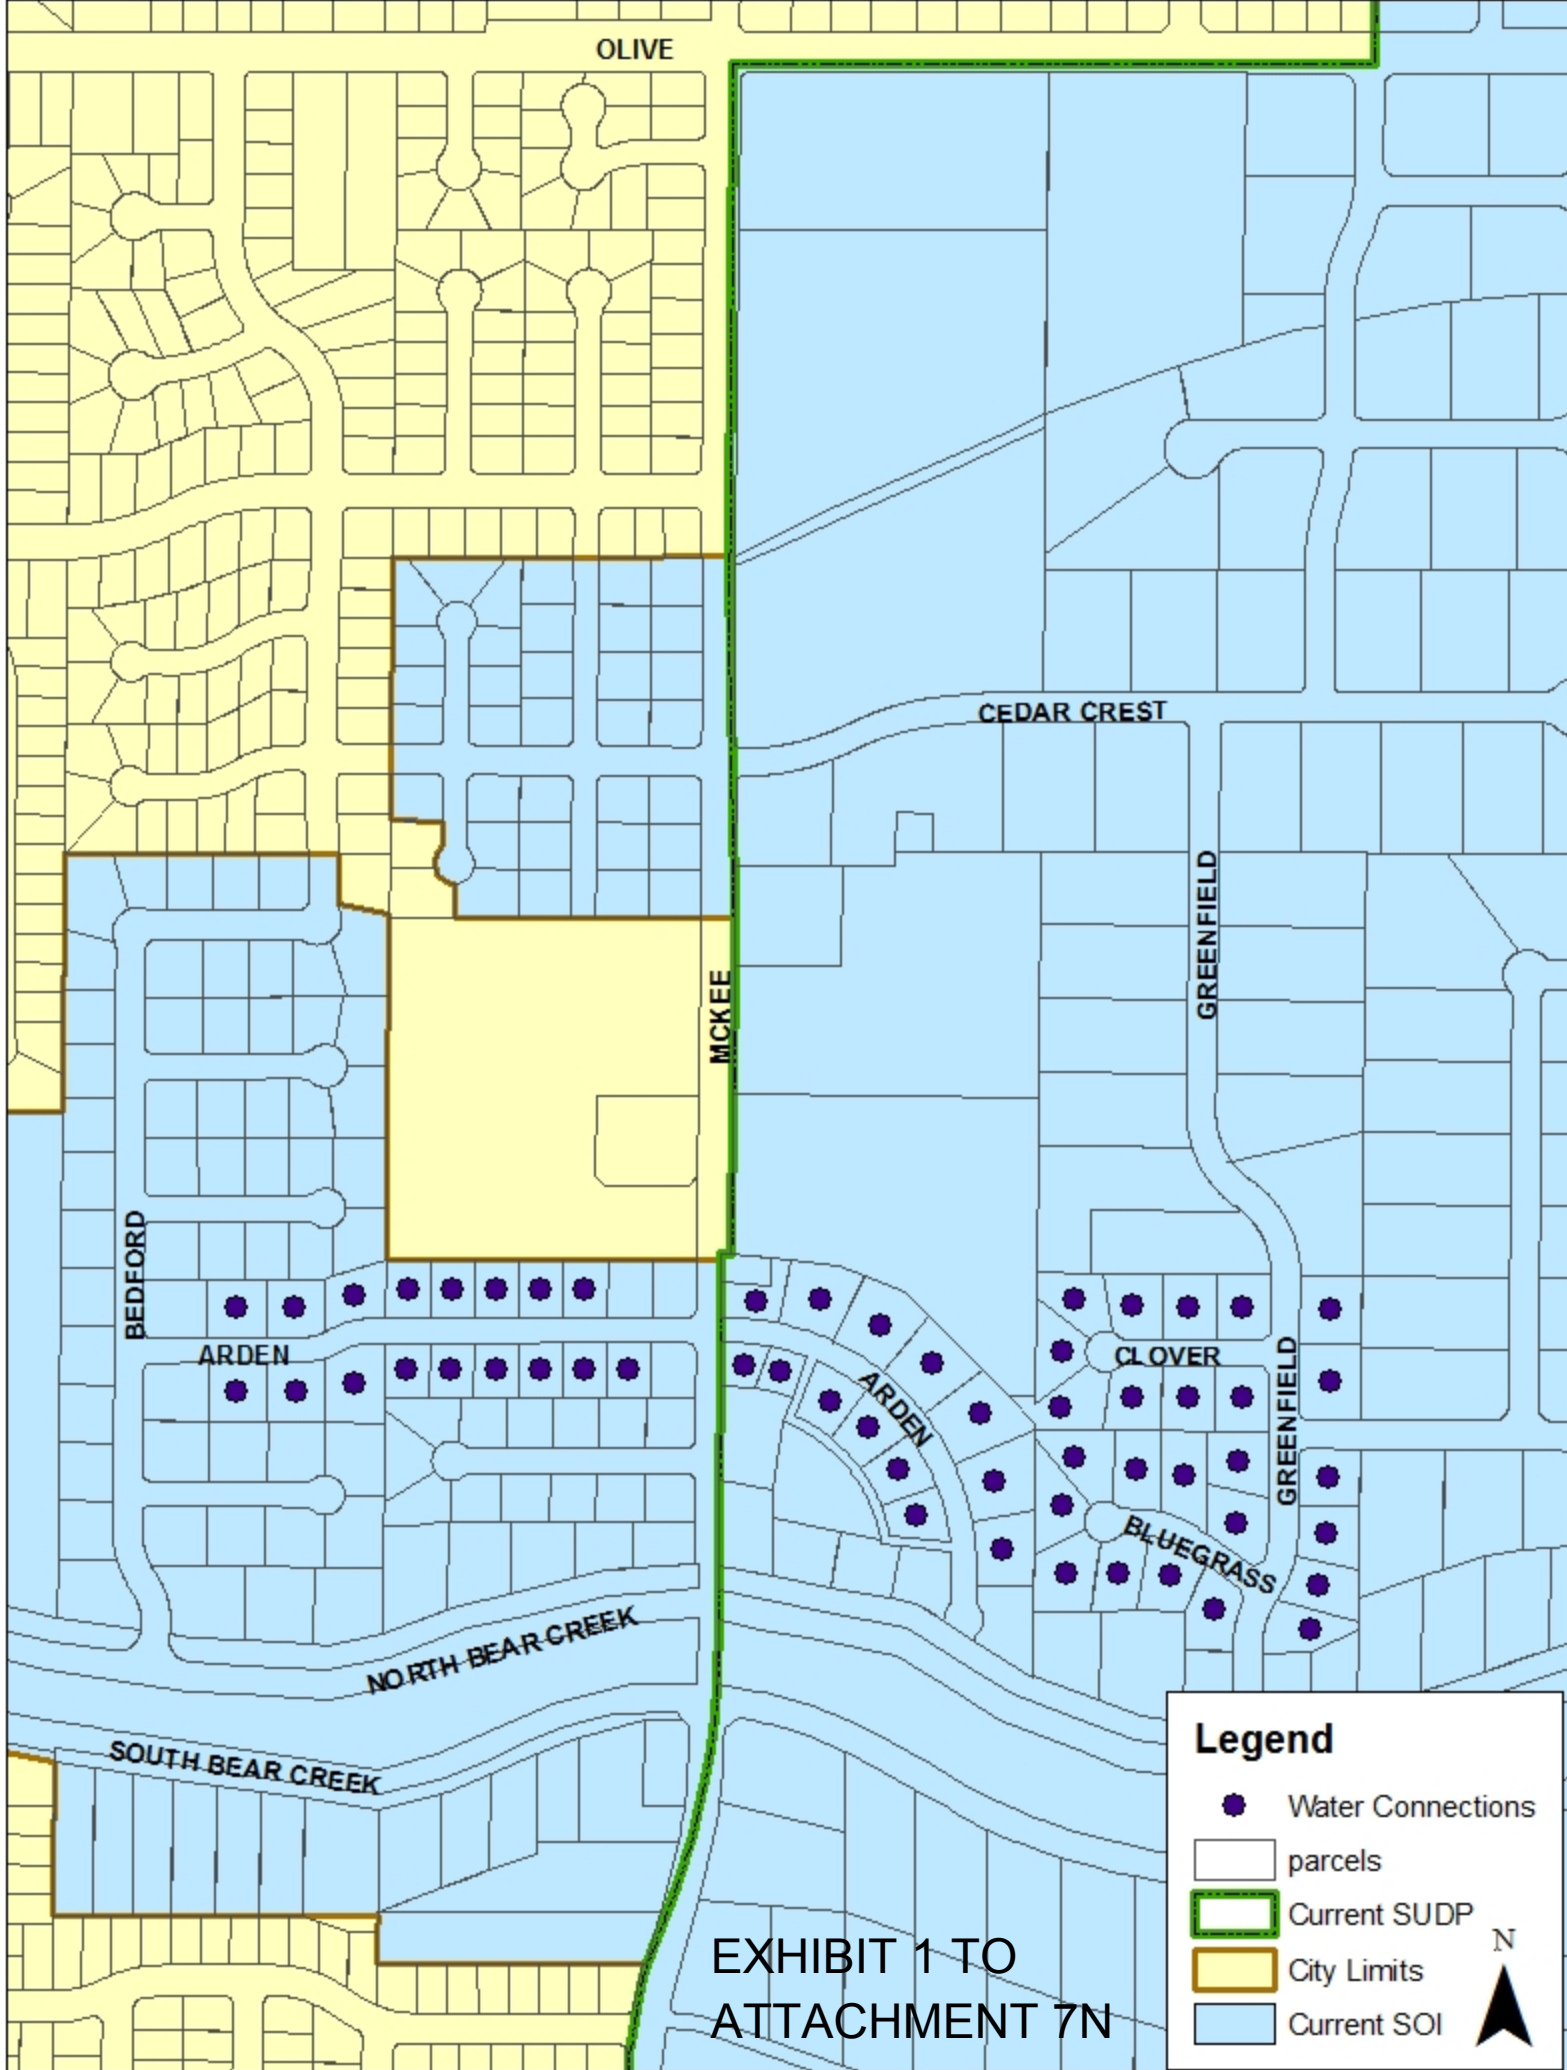 OLIVE
CEDAR CREST
GREENFIELD
MCKEE
BEDFORD
ARDEN
ARDEN
CLOVER
GREENFIELD
BLUEGRASS
NORTH BEAR CREEK
SOUTH BEAR CREEK
Legend
Water Connections
parcels
Current SUDP
City Limits
Current SOI
N
EXHIBIT 1 TO
ATTACHMENT 7N